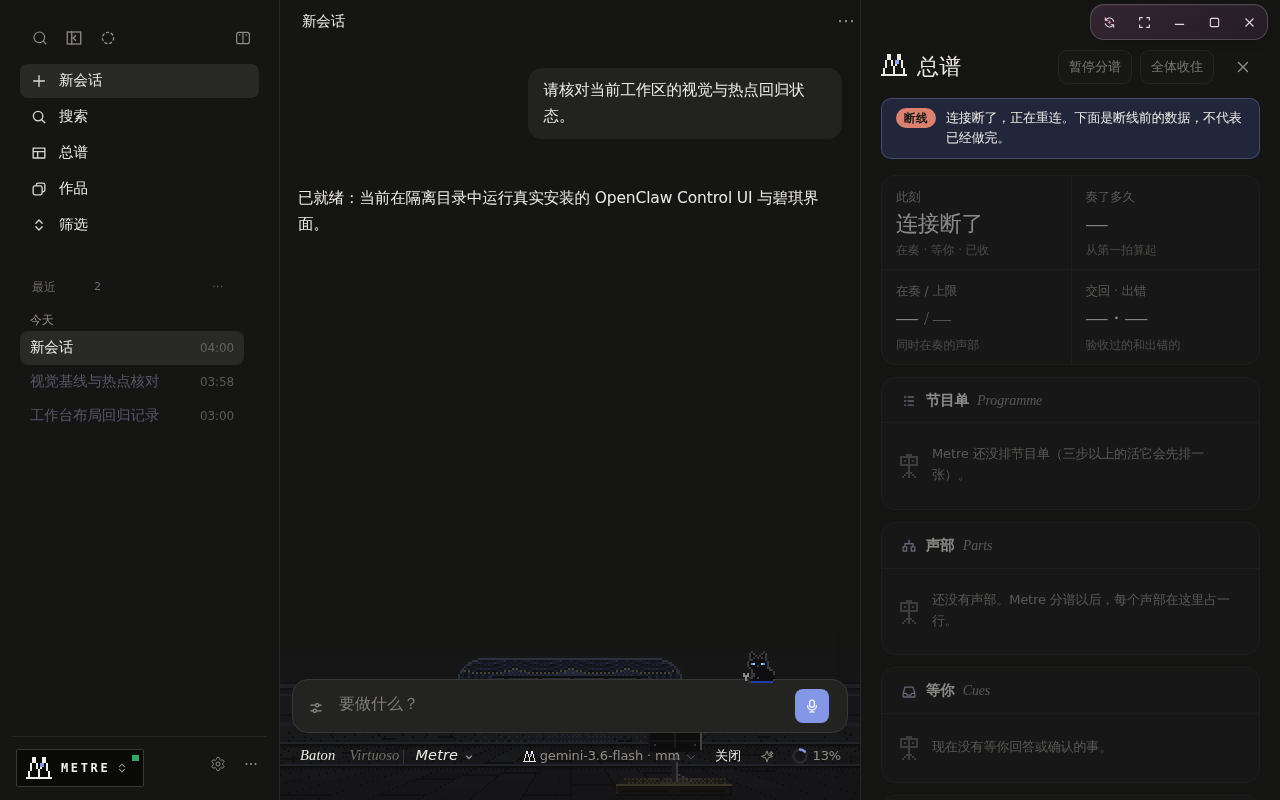 新会话
搜索
总谱
作品
筛选
最近 2 ···
今天
新会话 04:00
视觉基线与热点核对 03:58
工作台布局回归记录 03:00
METRE
新会话
请核对当前工作区的视觉与热点回归状
态。
已就绪：当前在隔离目录中运行真实安装的 OpenClaw Control UI 与碧琪界
面。
要做什么？
Baton Virtuoso Metre gemini-3.6-flash · mm 关闭 13%
总谱 暂停分谱 全体收住
断线 连接断了，正在重连。下面是断线前的数据，不代表
已经做完。
此刻 奏了多久
连接断了 —
在奏 · 等你 · 已收 从第一拍算起
在奏 / 上限 交回 · 出错
— / — — · —
同时在奏的声部 验收过的和出错的
节目单 Programme
Metre 还没排节目单（三步以上的活它会先排一
张）。
声部 Parts
还没有声部。Metre 分谱以后，每个声部在这里占一
行。
等你 Cues
现在没有等你回答或确认的事。